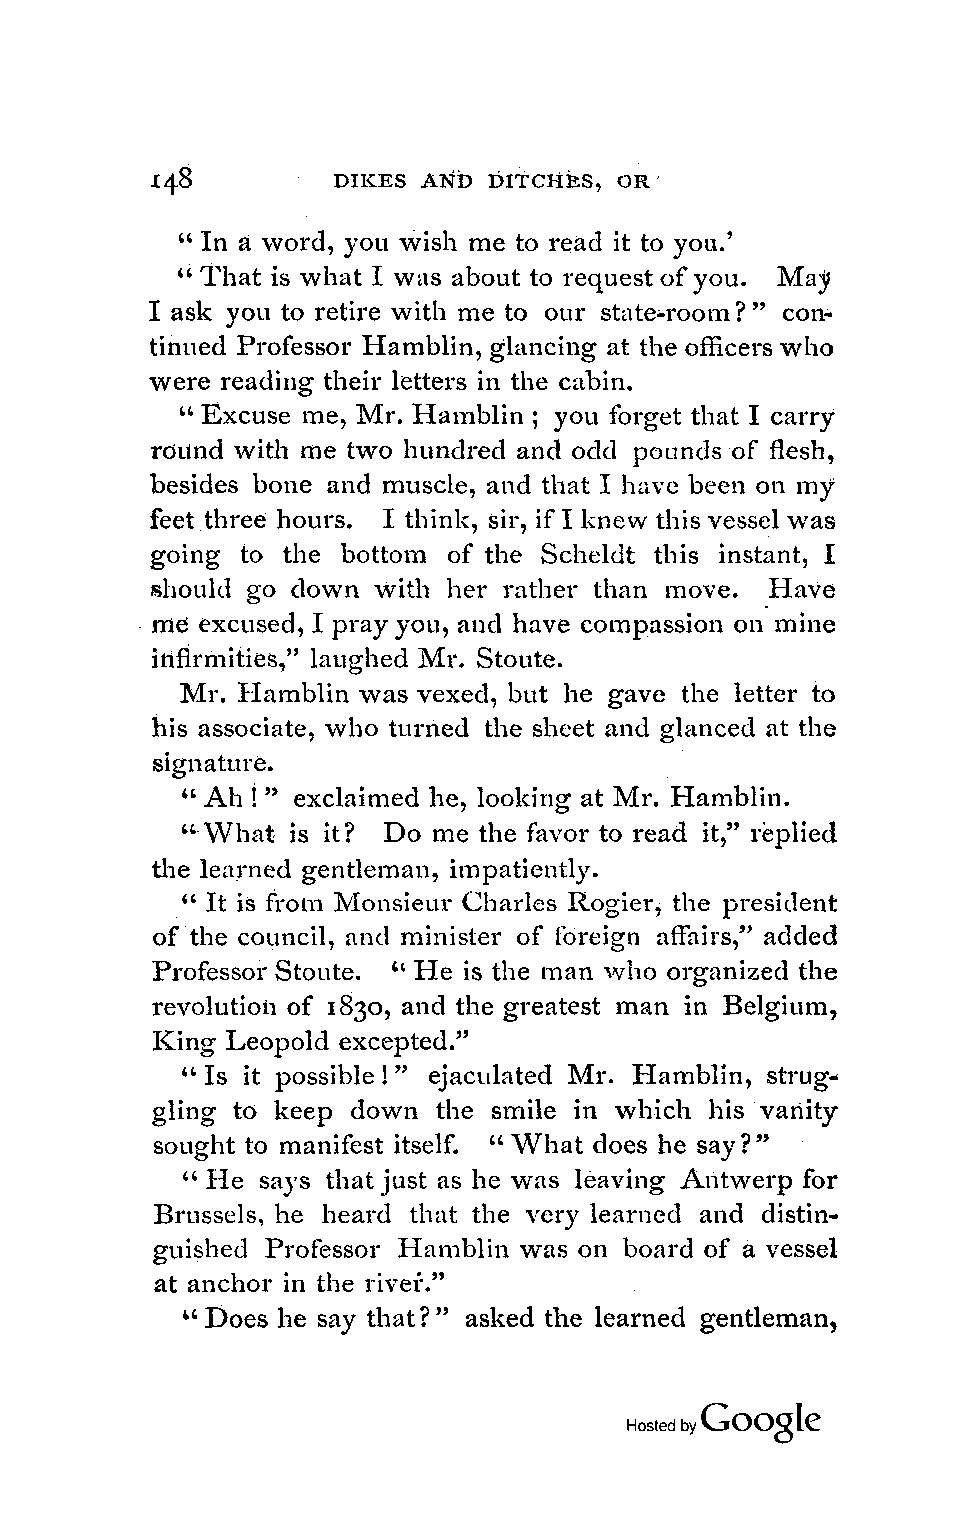 148 DIKES AND DITCHES, OR
“ In a word, you wish me to read it to you.’
“ That is what I was about to request of you. May
I ask you to retire with me to our state-room? ” con-
tinued Professor Hamblin, glancing at the officers who
were reading their letters in the cabin.
“ Excuse me, Mr. Hamblin ; you forget that I carry
round with me two hundred and odd pounds of flesh,
besides bone and muscle, and that I have been on my
feet three hours. I think, sir, if I knew this vessel was
going to the bottom of the Scheldt this instant, I
should go down with her rather than move. Have
me excused, I pray you, and have compassion on mine
infirmities,” laughed Mr. Stoute.
Mr. Hamblin was vexed, but he gave the letter to
his associate, who turned the sheet and glanced at the
signature.
“ Ah ! ” exclaimed he, looking at Mr. Hamblin.
“ What is it? Do me the favor to read it,” replied
the learned gentleman, impatiently.
“ It is from Monsieur Charles Rogier, the president
of the council, and minister of foreign affairs,” added
Professor Stoute. “ He is the man who organized the
revolution of 1830, and the greatest man in Belgium,
King Leopold excepted.”
“ Is it possible! ” ejaculated Mr. Hamblin, strug-
gling to keep down the smile in which his vanity
sought to manifest itself. “ What does he say? ”
“ He says that just as he was leaving Antwerp for
Brussels, he heard that the very learned and distin-
guished Professor Hamblin was on board of a vessel
at anchor in the river.”
“ Does he say that? ” asked the learned gentleman,
Hosted by Google